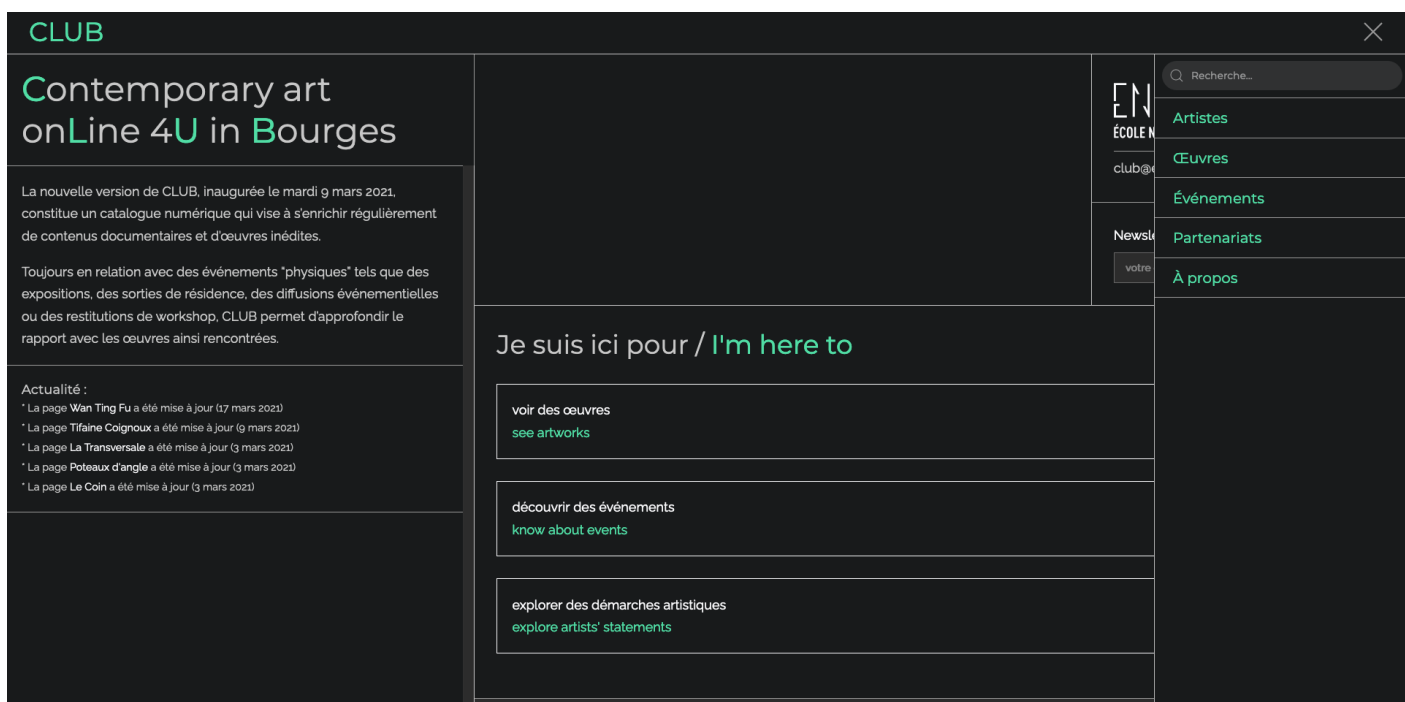 CLUB
Contemporary art
onLine 4U in Bourges
La nouvelle version de CLUB, inaugurée le mardi 9 mars 2021,
constitue un catalogue numérique qui vise à s'enrichir régulièrement
de contenus documentaires et d'œuvres inédites.
Toujours en relation avec des événements "physiques" tels que des
expositions, des sorties de résidence, des diffusions événementielles
ou des restitutions de workshop, CLUB permet d'approfondir le
rapport avec les œuvres ainsi rencontrées.
Actualité :
* La page Wan Ting Fu a été mise à jour (17 mars 2021)
* La page Tifaine Coignoux a été mise à jour (9 mars 2021)
* La page La Transversale a été mise à jour (3 mars 2021)
* La page Poteaux d'angle a été mise à jour (3 mars 2021)
* La page Le Coin a été mise à jour (3 mars 2021)
EN
ÉCOLE N
club@e
Newsle
votre
Je suis ici pour / I'm here to
voir des œuvres
see artworks
découvrir des événements
know about events
explorer des démarches artistiques
explore artists' statements
Recherche...
Artistes
Œuvres
Événements
Partenariats
À propos